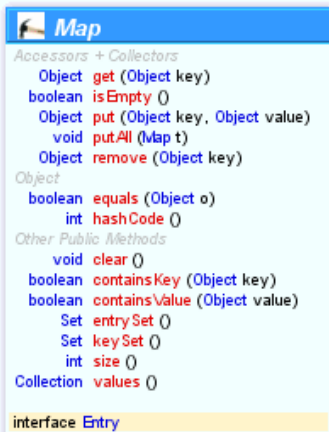 Map
Accessors + Collectors
Object get (Object key)
boolean isEmpty ()
Object put (Object key, Object value)
void putAll (Map t)
Object remove (Object key)
Object
boolean equals (Object o)
int hashCode ()
Other Public Methods
void clear ()
boolean containsKey (Object key)
boolean containsValue (Object value)
Set entrySet ()
Set keySet ()
int size ()
Collection values ()
interface Entry